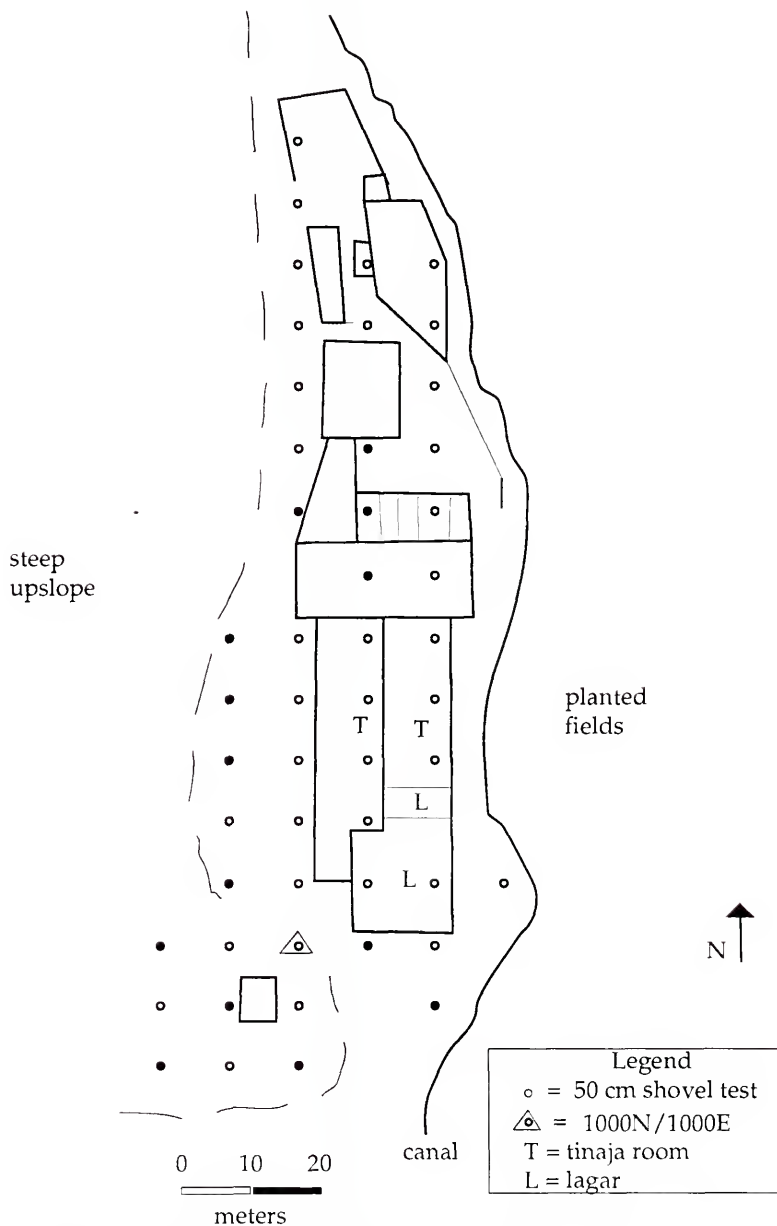 steep
upslope
T
T
L
L
planted
fields
N
canal
0 10 20
meters
Legend
= 50 cm shovel test
= 1000N/1000E
T = tinaja room
L = lagar